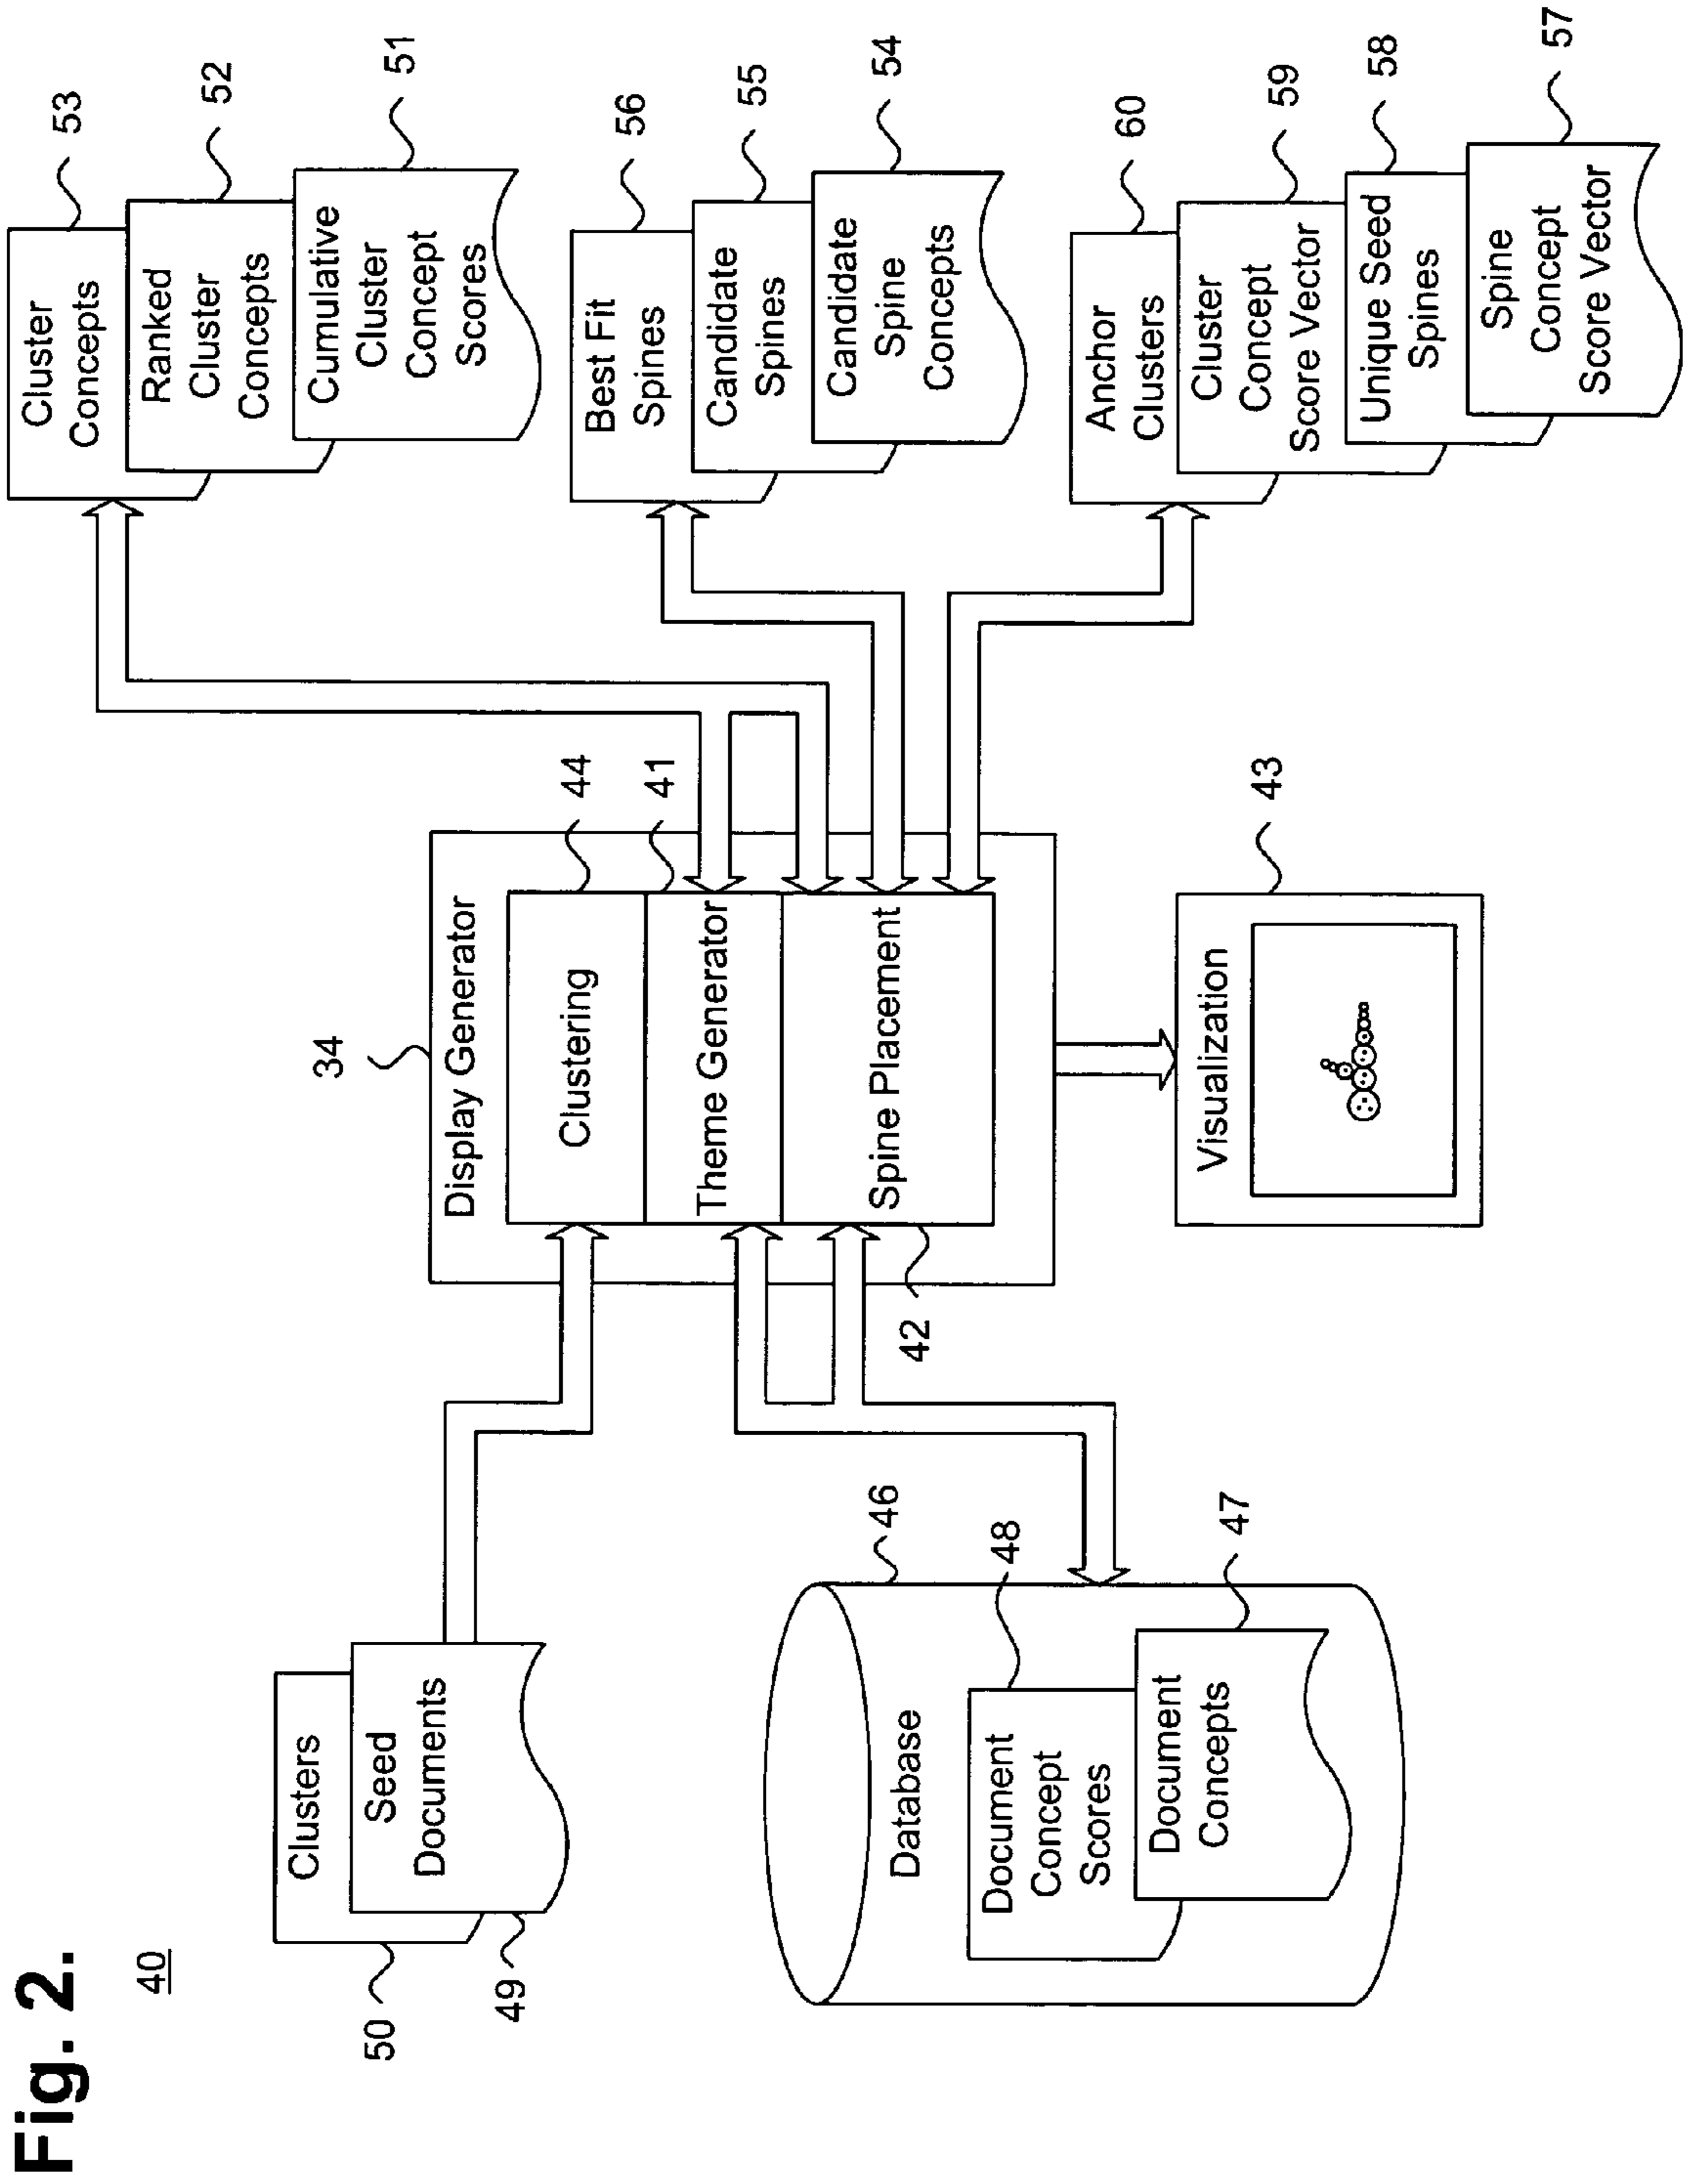 Fig. 2.
40
Clusters
Seed
Documents
50
49
Database
46
Document
Concept
Scores
48
Document
Concepts
47
34
Display Generator
Clustering
44
Theme Generator
41
Spine Placement
42
Visualization
43
Cluster
Concepts
53
Ranked
Cluster
Concepts
52
Cumulative
Cluster
Concept
Scores
51
Best Fit
Spines
56
Candidate
Spines
55
Candidate
Spine
Concepts
54
Anchor
Clusters
60
Cluster
Concept
Score Vector
59
Unique Seed
Spines
58
Spine
Concept
Score Vector
57